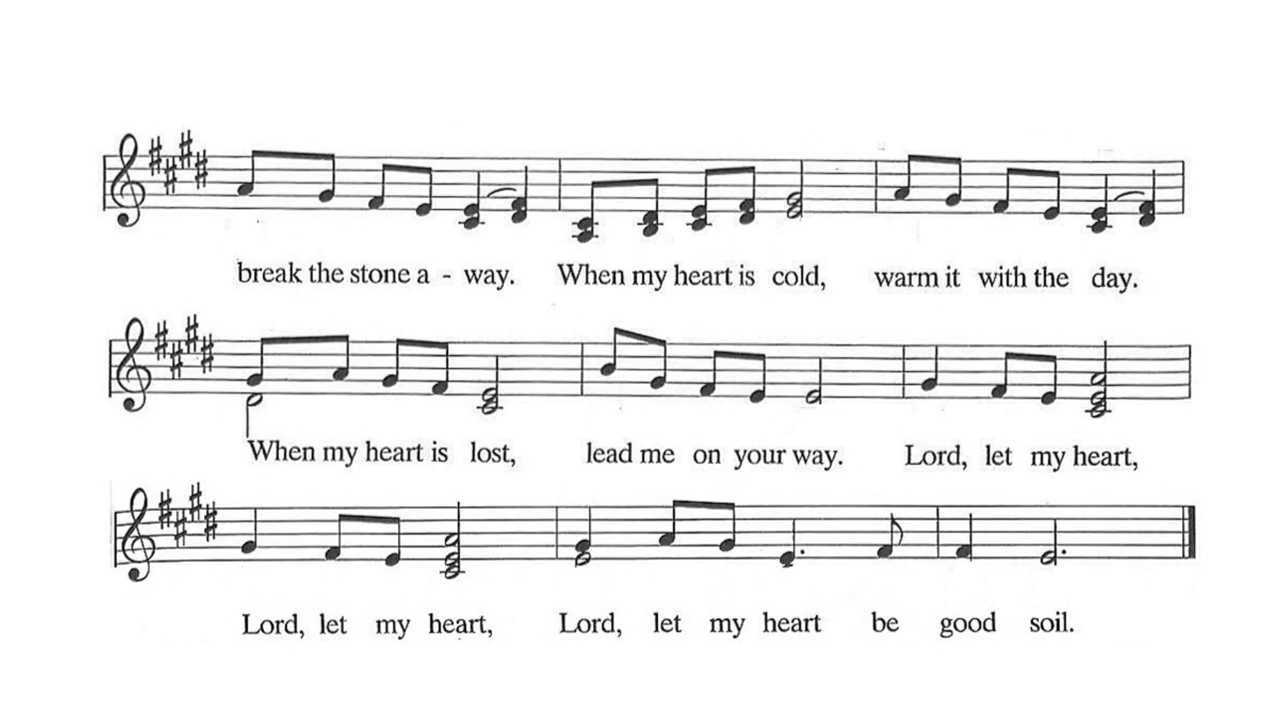 break the stone a - way. When my heart is cold, warm it with the day.
When my heart is lost, lead me on your way. Lord, let my heart,
Lord, let my heart, Lord, let my heart be good soil.